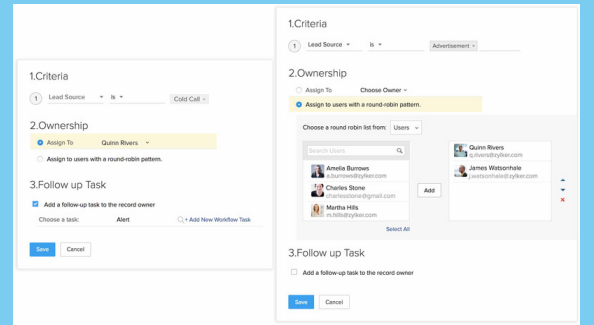 1.Criteria
1 Lead Source is Cold Call ×
2.Ownership
Assign To Quinn Rivers
Assign to users with a round-robin pattern.
3.Follow up Task
Add a follow-up task to the record owner
Choose a task: Alert + Add New Workflow Task
Save Cancel
1.Criteria
1 Lead Source is Advertisement ×
2.Ownership
Assign To Choose Owner
Assign to users with a round-robin pattern.
Choose a round robin list from: Users
Search Users
Amelia Burrows
a.burrows@zylker.com
Charles Stone
charlesstone@gmail.com
Martha Hills
m.hills@zylker.com
Select All
Add
Quinn Rivers
q.rivers@zylker.com
James Watsonhale
j.watsonhale@zylker.com
3.Follow up Task
Add a follow-up task to the record owner
Save Cancel